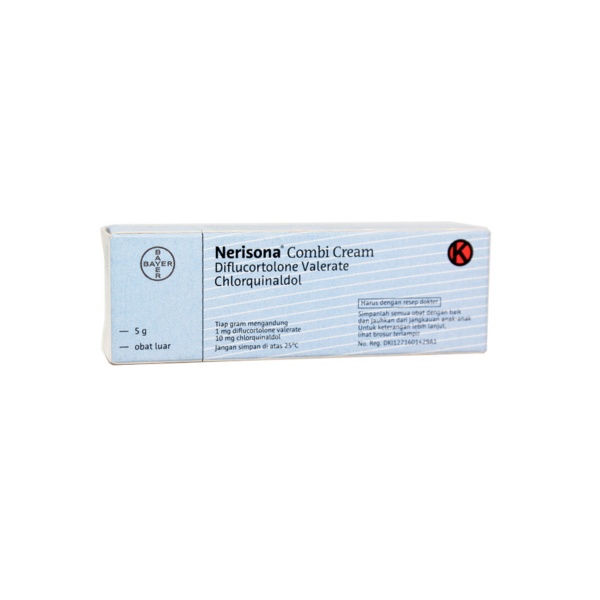 BAYER
BAYER
Nerisona® Combi Cream
Diflucortolone Valerate
Chlorquinaldol
K
5 g
obat luar
Tiap gram mengandung
1 mg diflucortolone valerate
10 mg chlorquinaldol
Jangan simpan di atas 25°C
Harus dengan resep dokter
Simpanlah semua obat dengan baik
dan jauhkan dari jangkauan anak anak
Untuk keterangan lebih lanjut,
lihat brosur terlampir
No. Reg.